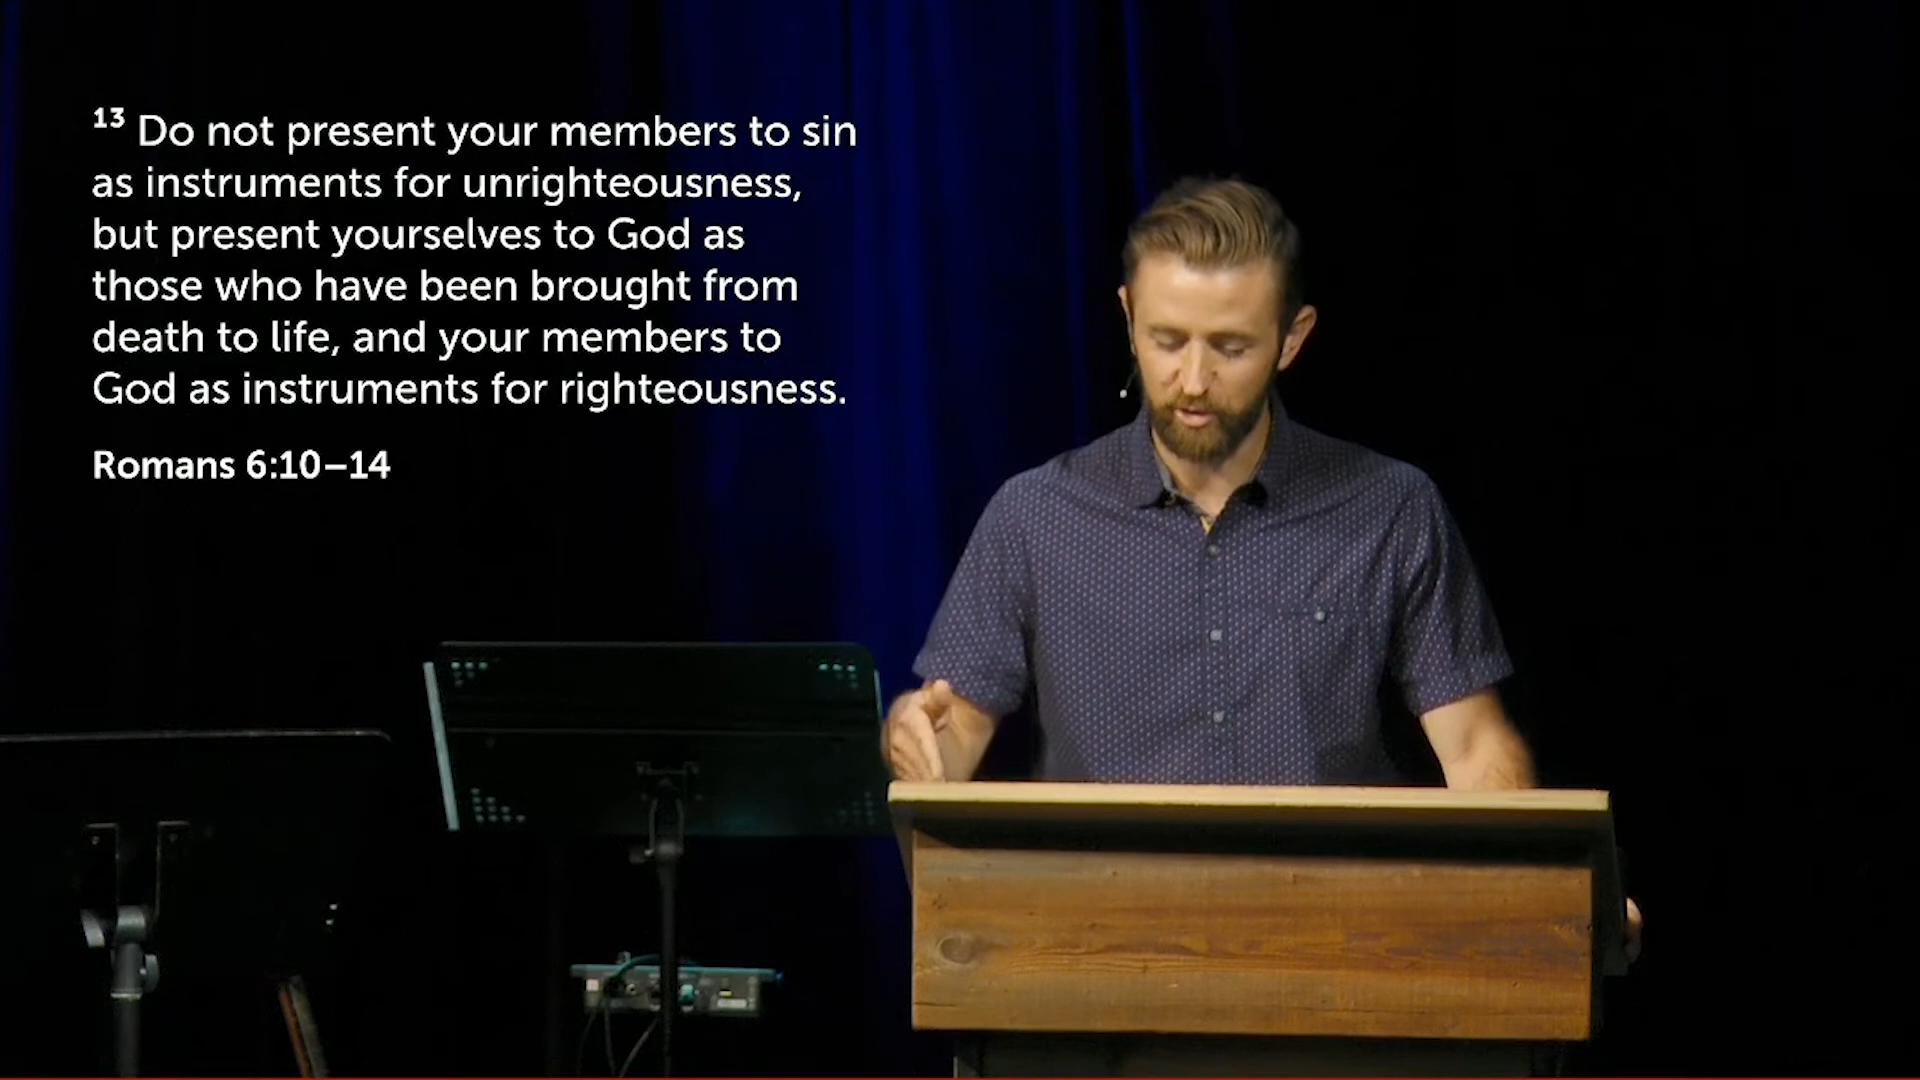 13 Do not present your members to sin
as instruments for unrighteousness,
but present yourselves to God as
those who have been brought from
death to life, and your members to
God as instruments for righteousness.
Romans 6:10–14